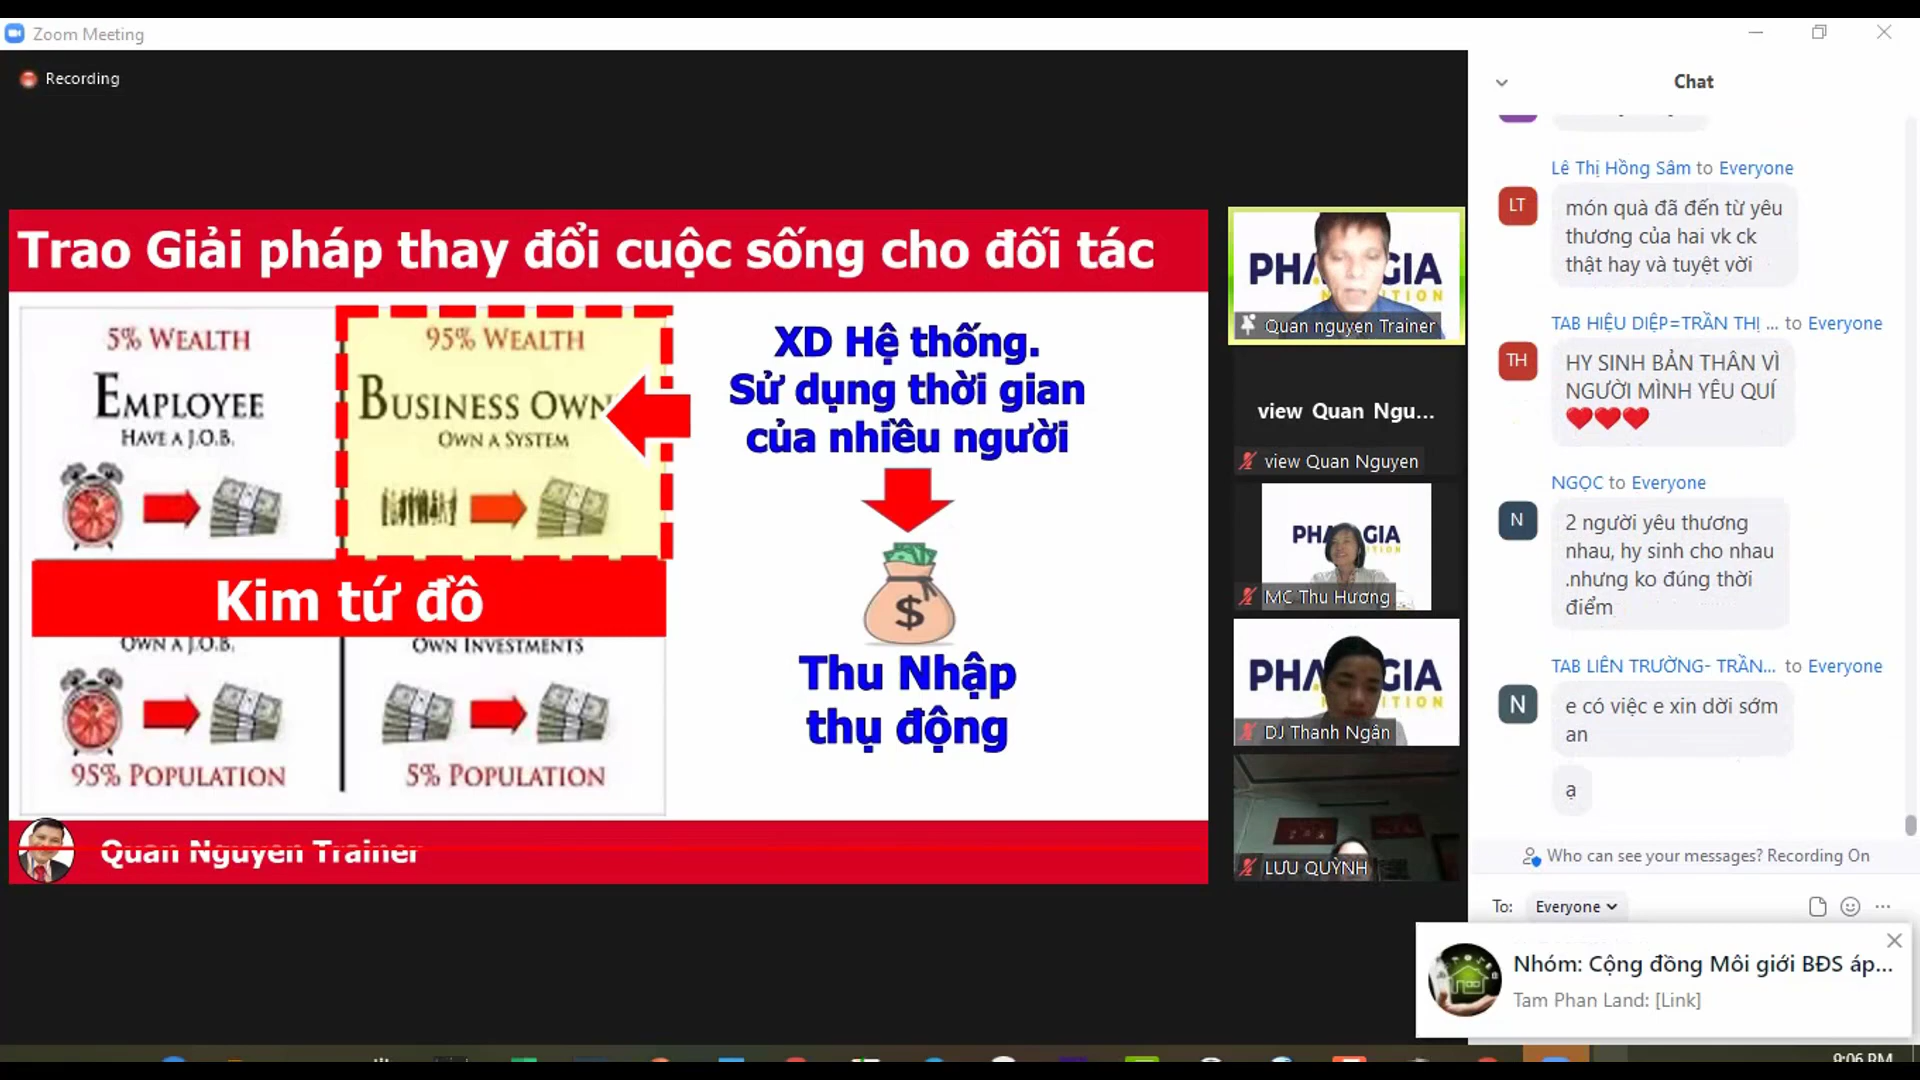 Zoom Meeting
Recording
Trao Giải pháp thay đổi cuộc sống cho đối tác
5% WEALTH
EMPLOYEE
HAVE A J.O.B.
95% WEALTH
BUSINESS OWN
OWN A SYSTEM
Kim tứ đồ
OWN A J.O.B.
95% POPULATION
OWN INVESTMENTS
5% POPULATION
XD Hệ thống.
Sử dụng thời gian
của nhiều người
$
Thu Nhập
thụ động
Quan Nguyen Trainer
Quan nguyen Trainer
view Quan Ngu...
view Quan Nguyen
MC Thu Hương
DJ Thanh Ngân
LƯU QUỲNH
Chat
Lê Thị Hồng Sâm to Everyone
LT
món quà đã đến từ yêu
thương của hai vk ck
thật hay và tuyệt vời
TAB HIỆU DIỆP=TRẦN THỊ ... to Everyone
TH
HY SINH BẢN THÂN VÌ
NGƯỜI MÌNH YÊU QUÍ
❤️❤️❤️
NGỌC to Everyone
N
2 người yêu thương
nhau, hy sinh cho nhau
.nhưng ko đúng thời
điểm
TAB LIÊN TRƯỜNG- TRẦN... to Everyone
N
e có việc e xin dời sớm
an
ạ
Who can see your messages? Recording On
To: Everyone
Nhóm: Cộng đồng Môi giới BĐS áp...
Tam Phan Land: [Link]
9:06 PM